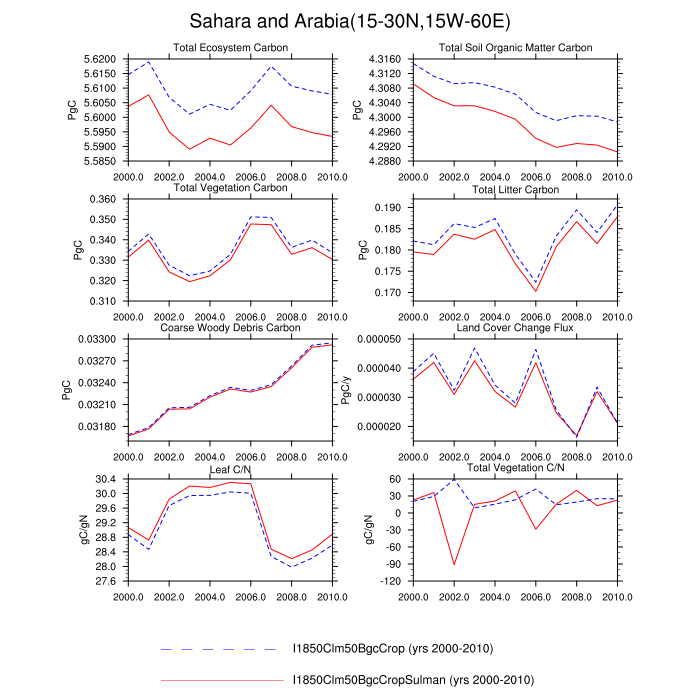 Sahara and Arabia(15-30N,15W-60E)
Total Ecosystem Carbon
PgC
5.6200
5.6150
5.6100
5.6050
5.6000
5.5950
5.5900
5.5850
2000.0 2002.0 2004.0 2006.0 2008.0 2010.0
Total Soil Organic Matter Carbon
PgC
4.3160
4.3120
4.3080
4.3040
4.3000
4.2960
4.2920
4.2880
2000.0 2002.0 2004.0 2006.0 2008.0 2010.0
Total Vegetation Carbon
PgC
0.360
0.350
0.340
0.330
0.320
0.310
2000.0 2002.0 2004.0 2006.0 2008.0 2010.0
Total Litter Carbon
PgC
0.190
0.185
0.180
0.175
0.170
2000.0 2002.0 2004.0 2006.0 2008.0 2010.0
Coarse Woody Debris Carbon
PgC
0.03300
0.03270
0.03240
0.03210
0.03180
2000.0 2002.0 2004.0 2006.0 2008.0 2010.0
Land Cover Change Flux
PgC/y
0.000050
0.000040
0.000030
0.000020
2000.0 2002.0 2004.0 2006.0 2008.0 2010.0
Leaf C/N
gC/gN
30.4
30.0
29.6
29.2
28.8
28.4
28.0
27.6
2000.0 2002.0 2004.0 2006.0 2008.0 2010.0
Total Vegetation C/N
gC/gN
60
30
0
-30
-60
-90
-120
2000.0 2002.0 2004.0 2006.0 2008.0 2010.0
I1850Clm50BgcCrop (yrs 2000-2010)
I1850Clm50BgcCropSulman (yrs 2000-2010)